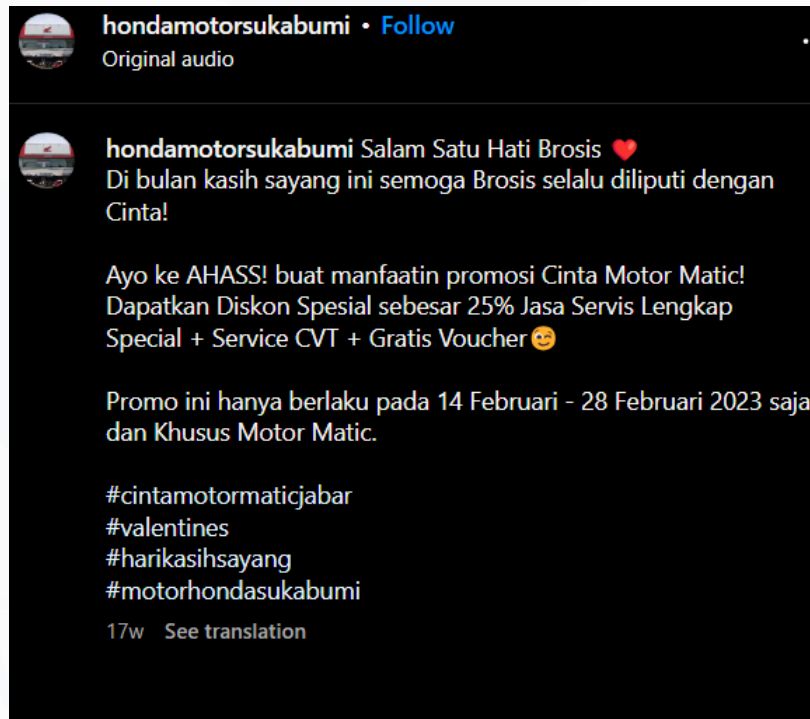 hondamotorsukabumi • Follow
Original audio
hondamotorsukabumi Salam Satu Hati Brosis ❤️
Di bulan kasih sayang ini semoga Brosis selalu diliputi dengan
Cinta!
Ayo ke AHASS! buat manfaatin promosi Cinta Motor Matic!
Dapatkan Diskon Spesial sebesar 25% Jasa Servis Lengkap
Special + Service CVT + Gratis Voucher😉
Promo ini hanya berlaku pada 14 Februari - 28 Februari 2023 saja
dan Khusus Motor Matic.
#cintamotormaticjabar
#valentines
#harikasihsayang
#motorhondasukabumi
17w See translation